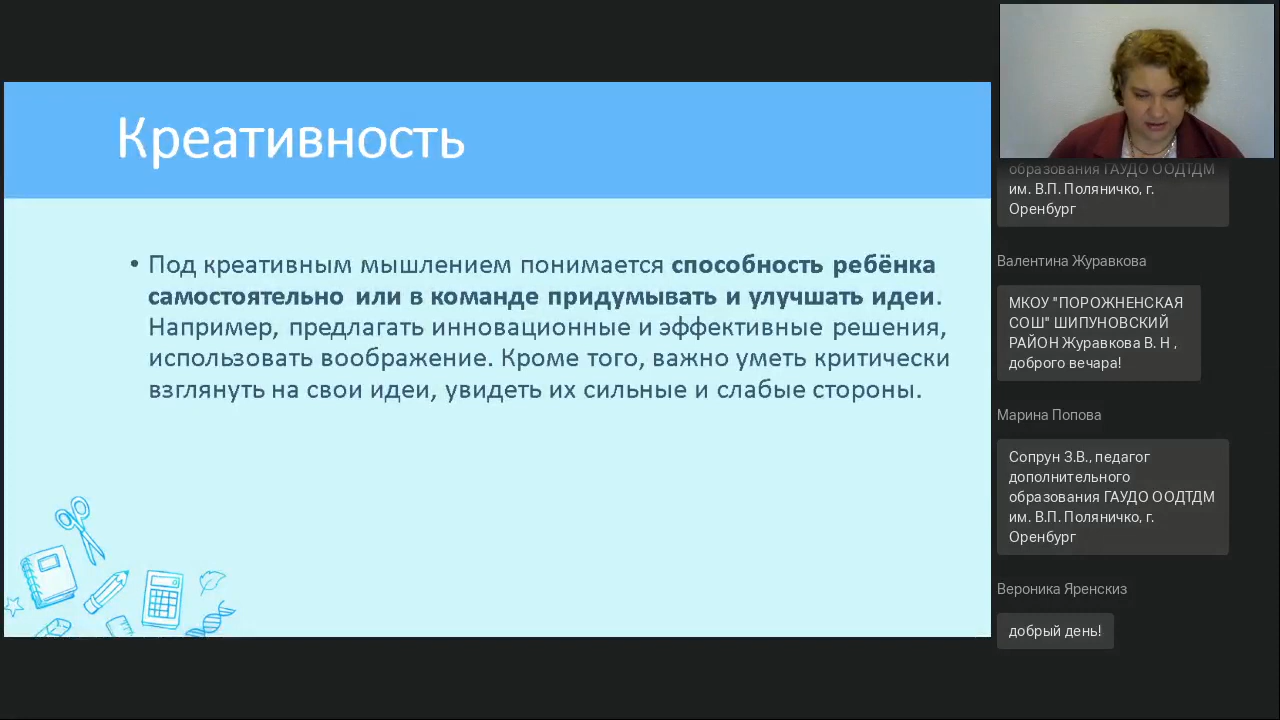 Креативность
• Под креативным мышлением понимается способность ребёнка
самостоятельно или в команде придумывать и улучшать идеи.
Например, предлагать инновационные и эффективные решения,
использовать воображение. Кроме того, важно уметь критически
взглянуть на свои идеи, увидеть их сильные и слабые стороны.
образования ГАУДО ООДТДМ
им. В.П. Поляничко, г.
Оренбург
Валентина Журавкова
МКОУ "ПОРОЖНЕНСКАЯ
СОШ" ШИПУНОВСКИЙ
РАЙОН Журавкова В. Н ,
доброго вечара!
Марина Попова
Сопрун З.В., педагог
дополнительного
образования ГАУДО ООДТДМ
им. В.П. Поляничко, г.
Оренбург
Вероника Яренскиз
добрый день!